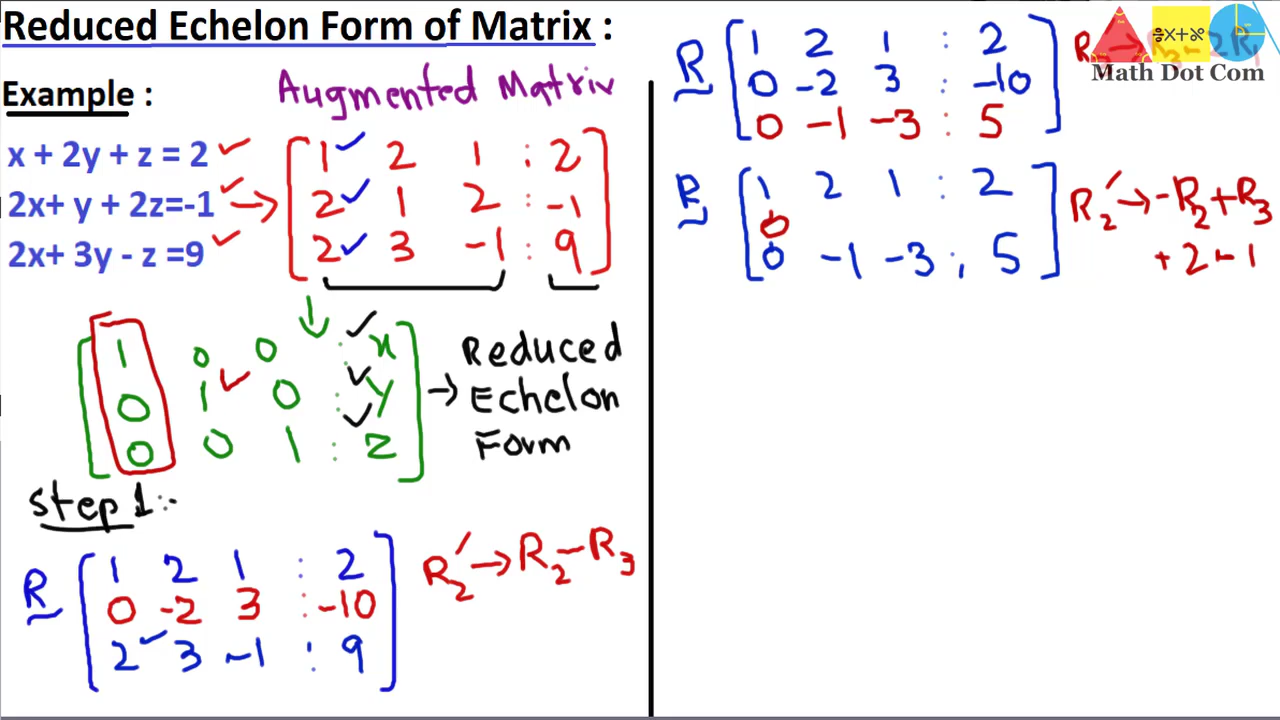 Reduced Echelon Form of Matrix :
Example :
Augmented Matrix
x + 2y + z = 2
2x+ y + 2z=-1
2x+ 3y - z =9
1 2 1 : 2
2 1 2 : -1
2 3 -1 : 9
1 0 0 : x
0 1 0 : y
0 0 1 : z
Reduced
Echelon
Form
Step 1:-
R
1 2 1 : 2
0 -2 3 : -10
2 3 -1 : 9
R₂′ → R₂ - R₃
R
1 2 1 : 2
0 -2 3 : -10
0 -1 -3 : 5
Math Dot Com
R
1 2 1 : 2
0
0 -1 -3 : 5
R₂′ → -R₂ + R₃
+2 - 1